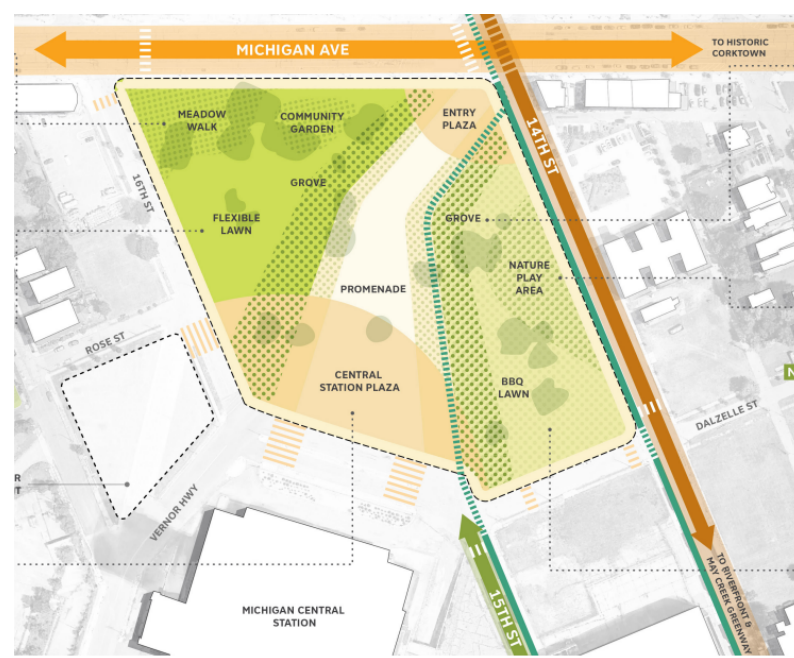 MICHIGAN AVE
TO HISTORIC
CORKTOWN
MEADOW
WALK
COMMUNITY
GARDEN
ENTRY
PLAZA
14TH ST
16TH ST
GROVE
FLEXIBLE
LAWN
GROVE
NATURE
PLAY
AREA
PROMENADE
ROSE ST
CENTRAL
STATION PLAZA
BBQ
LAWN
N
DALZELLE ST
R
T
VERNOR HWY
TO RIVERFRONT &
MAY CREEK GREENWAY
15TH ST
MICHIGAN CENTRAL
STATION